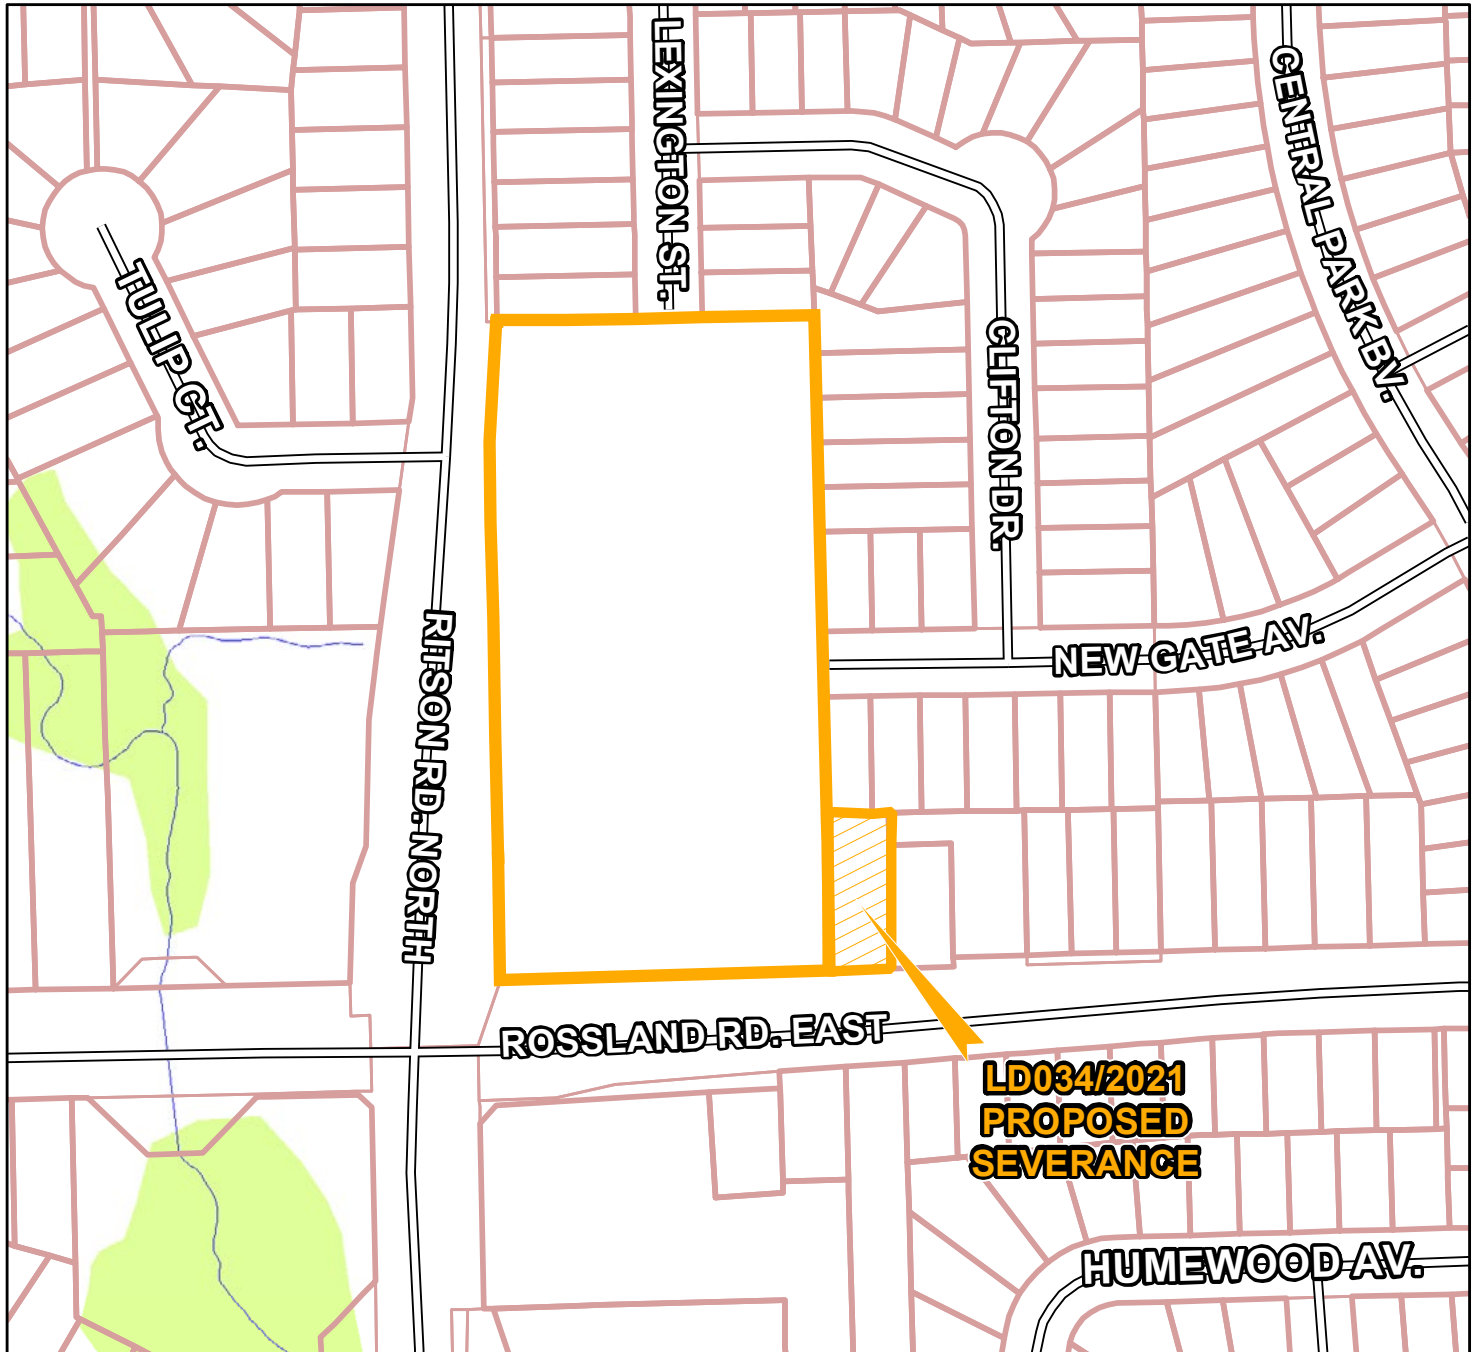 LEXINGTON ST.
CENTRAL PARK BV.
TULIP CT.
CLIFTON DR.
NEW GATE AV.
RITSON RD. NORTH
ROSSLAND RD. EAST
LD034/2021
PROPOSED
SEVERANCE
HUMEWOOD AV.